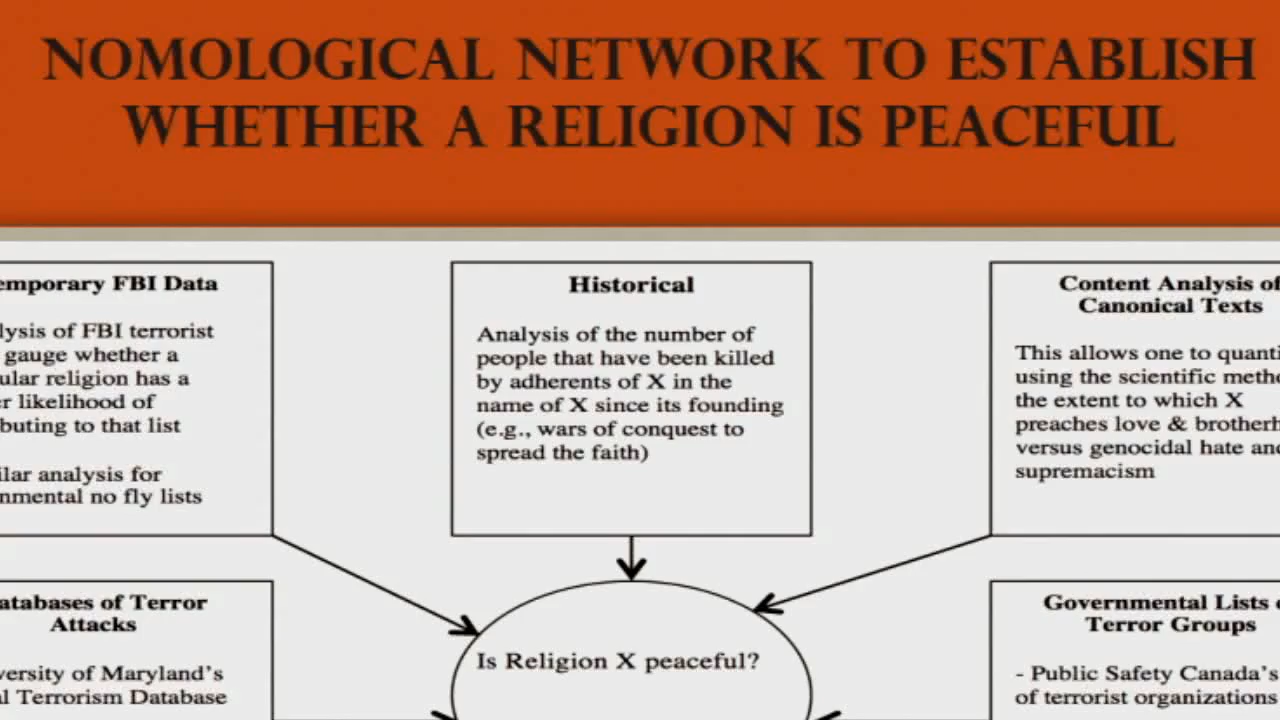 NOMOLOGICAL NETWORK TO ESTABLISH
WHETHER A RELIGION IS PEACEFUL
emporary FBI Data
lysis of FBI terrorist
gauge whether a
ular religion has a
r likelihood of
buting to that list
ilar analysis for
nmental no fly lists
Historical
Analysis of the number of
people that have been killed
by adherents of X in the
name of X since its founding
(e.g., wars of conquest to
spread the faith)
Content Analysis of
Canonical Texts
This allows one to quanti
using the scientific metho
the extent to which X
preaches love & brotherh
versus genocidal hate and
supremacism
atabases of Terror
Attacks
versity of Maryland's
l Terrorism Database
Is Religion X peaceful?
Governmental Lists o
Terror Groups
- Public Safety Canada's
of terrorist organizations